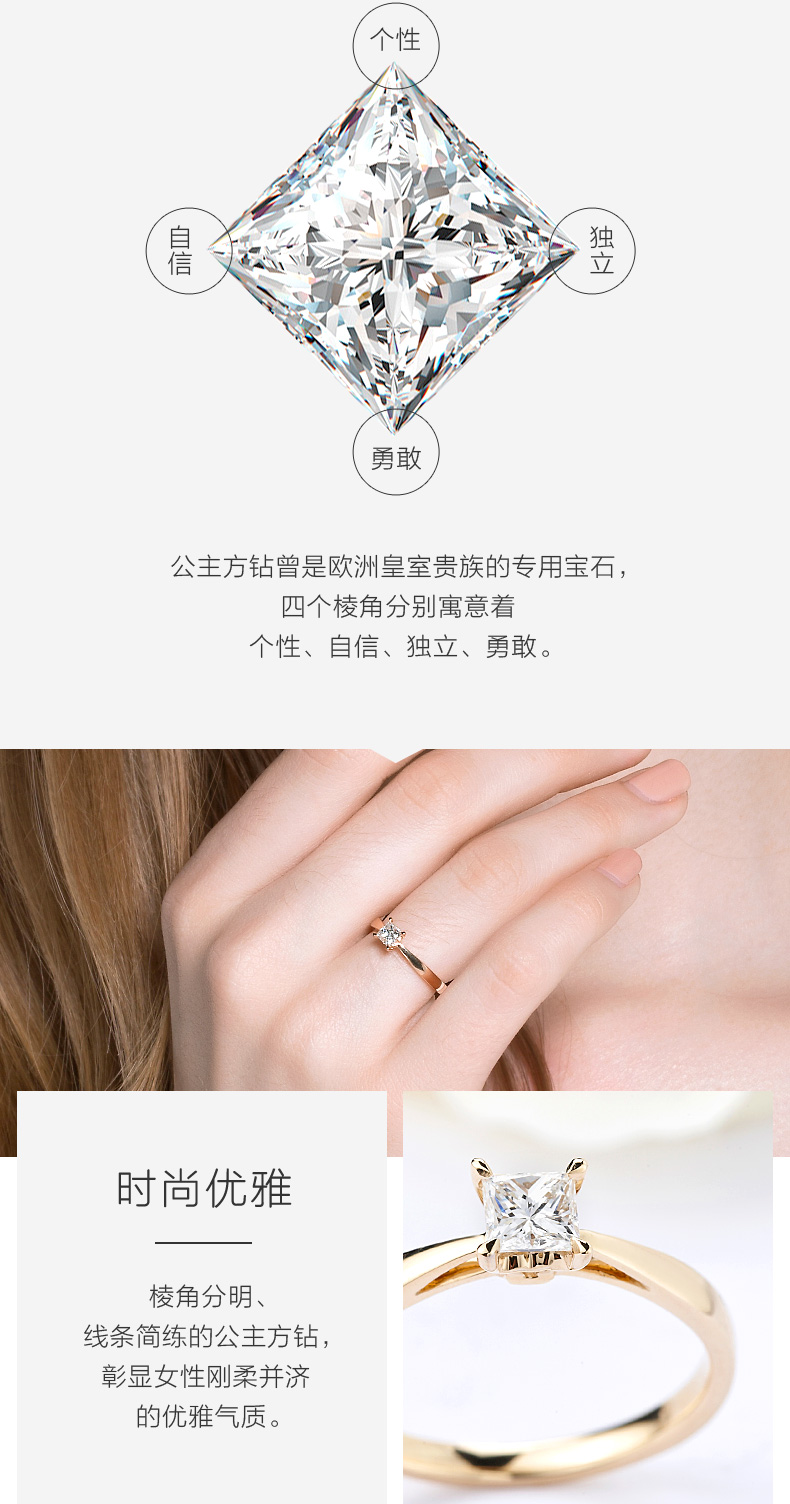 个性
自信
独立
勇敢
公主方钻曾是欧洲皇室贵族的专用宝石，
四个棱角分别寓意着
个性、自信、独立、勇敢。
时尚优雅
棱角分明、
线条简练的公主方钻，
彰显女性刚柔并济
的优雅气质。